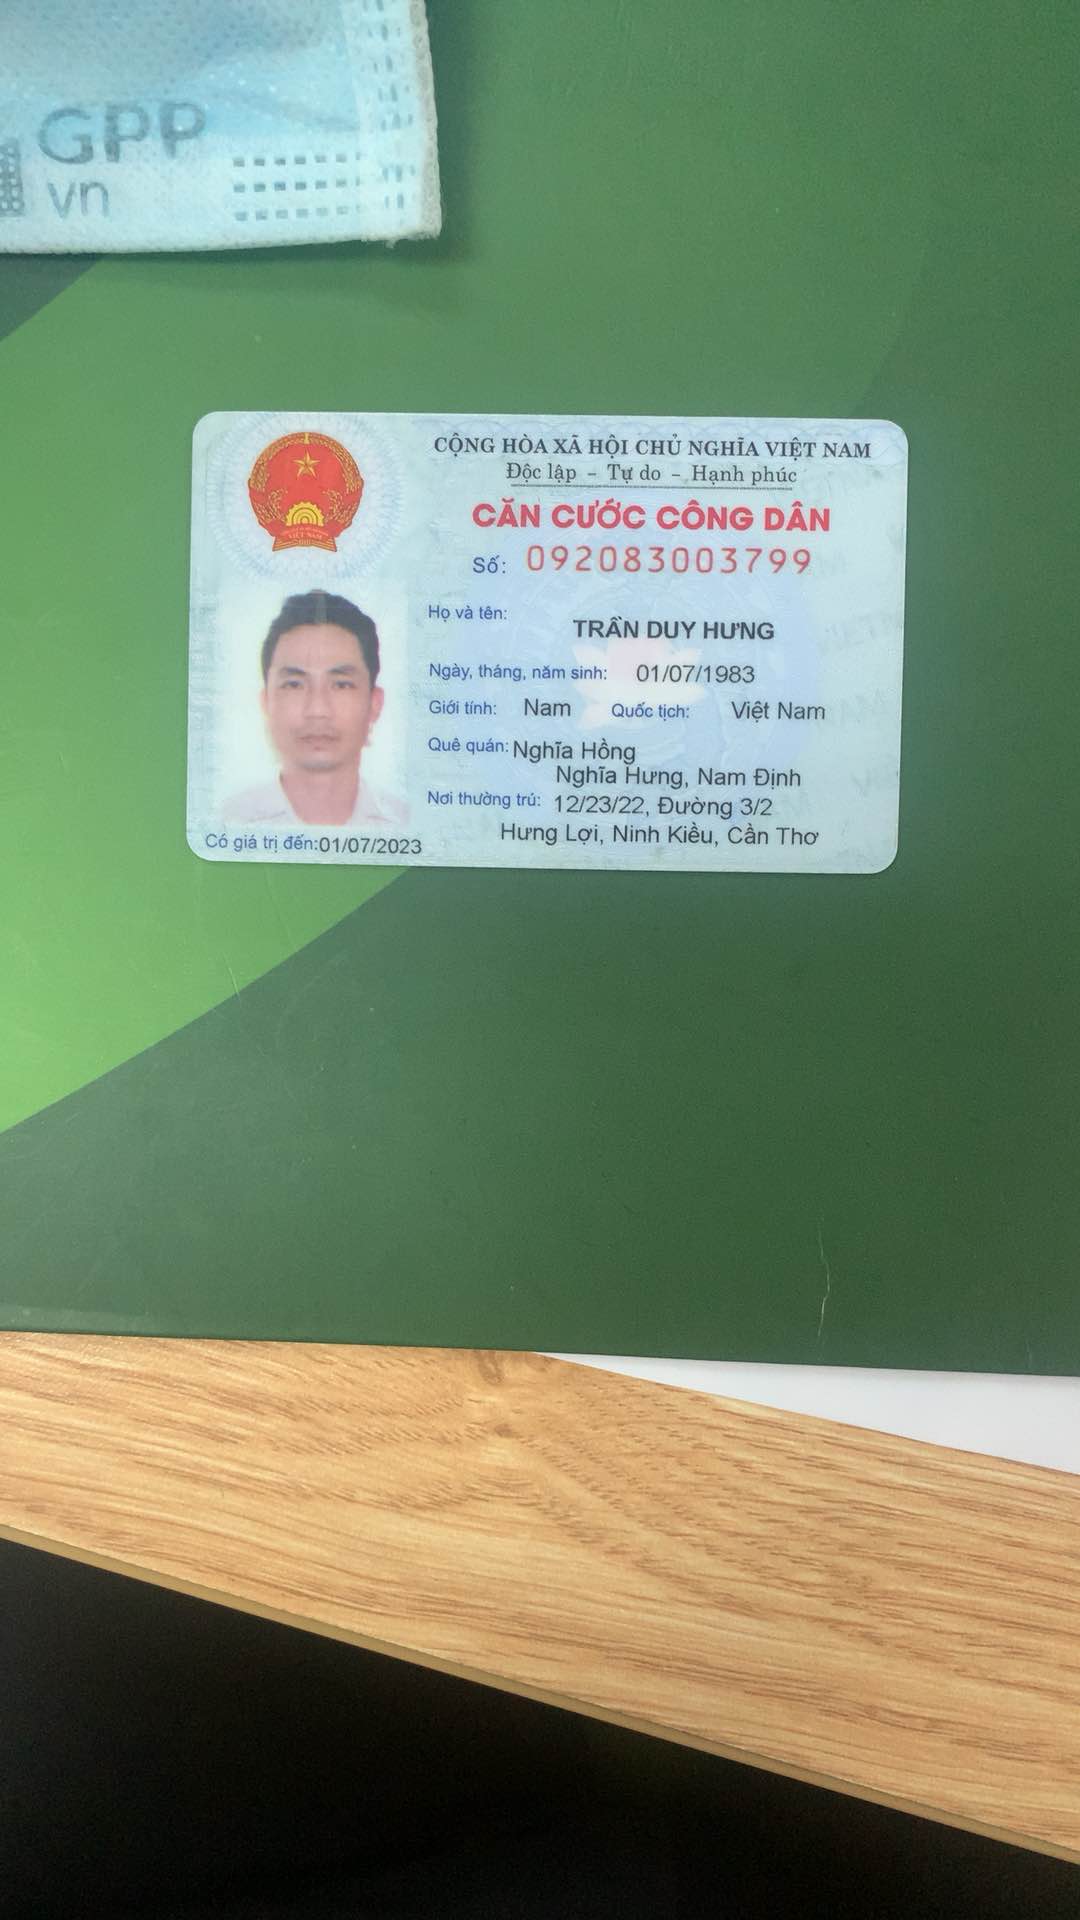 GPP
vn
CỘNG HÒA XÃ HỘI CHỦ NGHĨA VIỆT NAM
Độc lập - Tự do - Hạnh phúc
CĂN CƯỚC CÔNG DÂN
Số: 092083003799
Họ và tên:
TRẦN DUY HƯNG
Ngày, tháng, năm sinh: 01/07/1983
Giới tính: Nam Quốc tịch: Việt Nam
Quê quán: Nghĩa Hồng
Nghĩa Hưng, Nam Định
Nơi thường trú: 12/23/22, Đường 3/2
Hưng Lợi, Ninh Kiều, Cần Thơ
Có giá trị đến: 01/07/2023